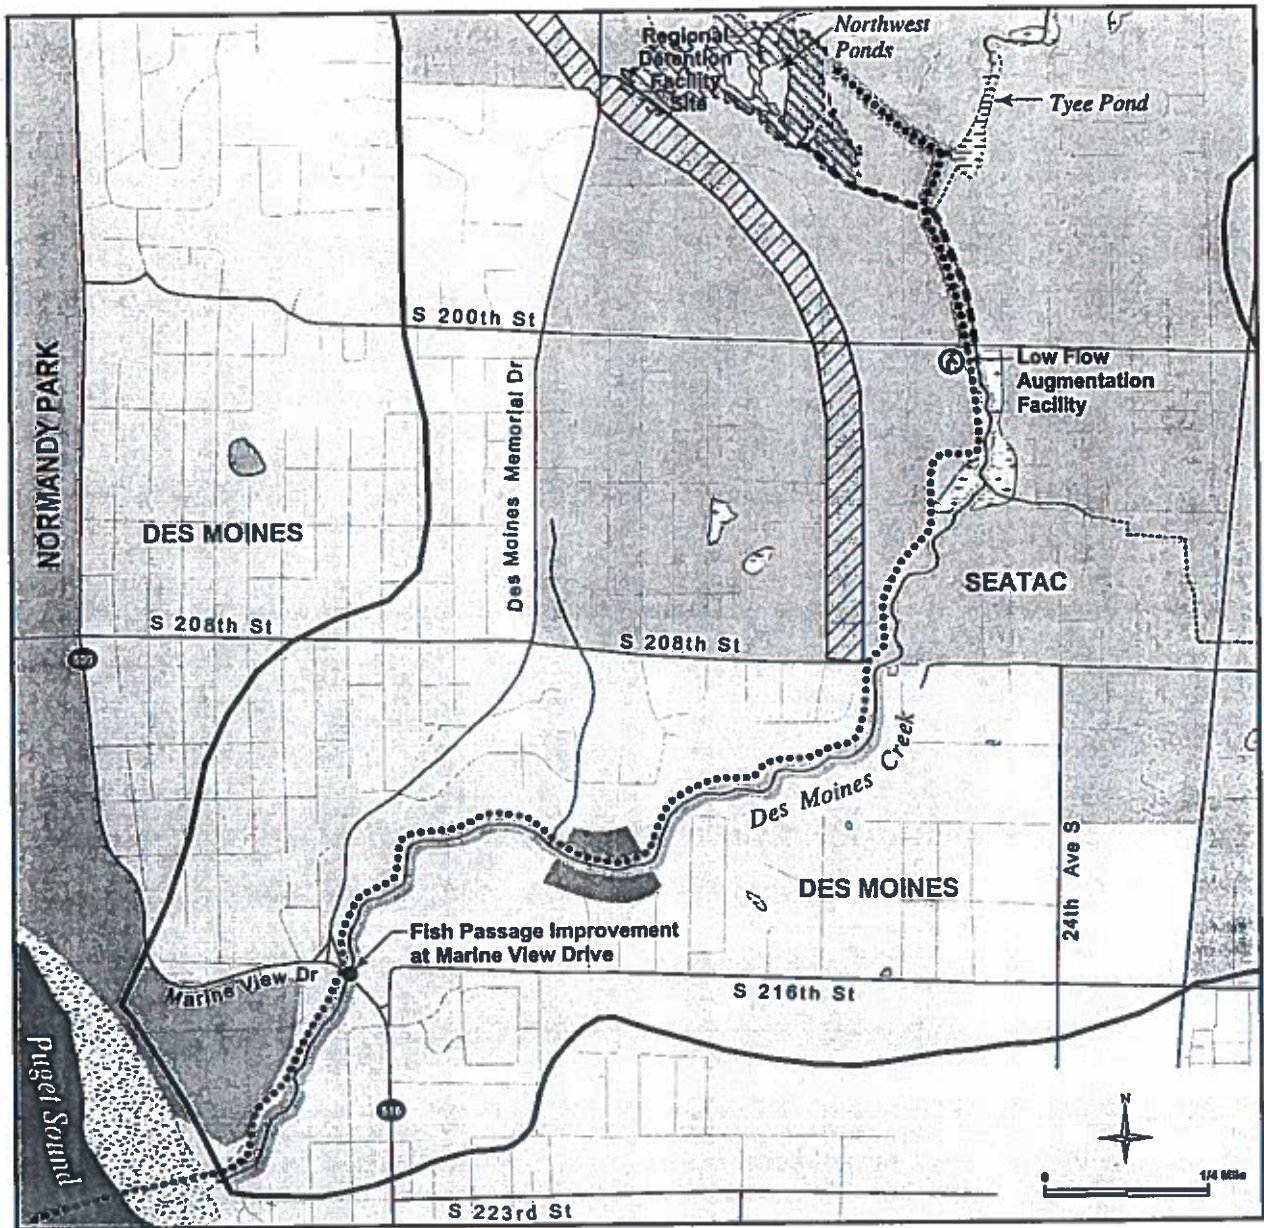 Regional
Detention
Facility
Site
Northwest
Ponds
Tyee Pond
S 200th St
Low Flow
Augmentation
Facility
NORMANDY PARK
Des Moines Memorial Dr
DES MOINES
SEATAC
S 208th St
S 208th St
Des Moines Creek
DES MOINES
24th Ave S
Fish Passage Improvement
at Marine View Drive
Marine View Dr
S 216th St
Puget Sound
N
0 1/4 Mile
S 223rd St